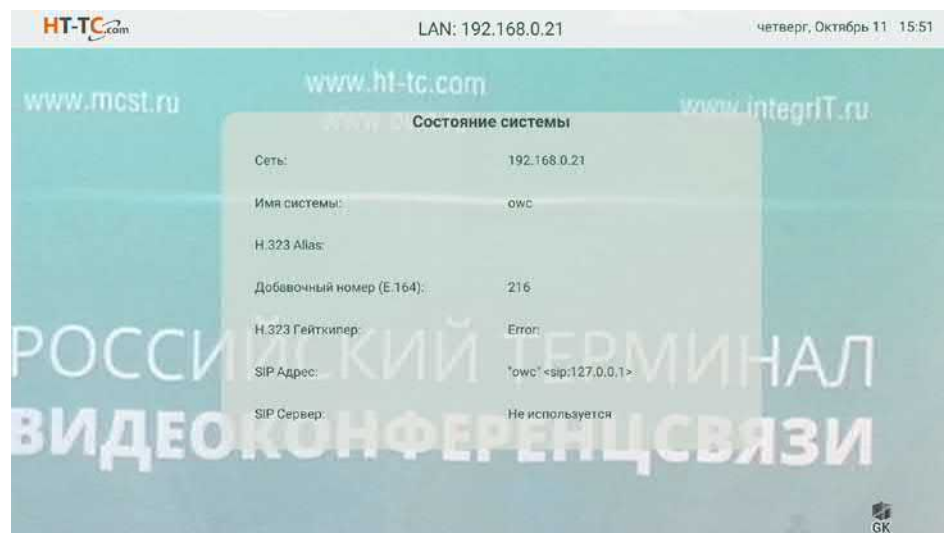 HT-TC.com
LAN: 192.168.0.21
четверг, Октябрь 11 15:51
www.mcst.ru
www.ht-tc.com
www.integrIT.ru
Состояние системы
Сеть: 192.168.0.21
Имя системы: owc
H.323 Alias:
Добавочный номер (E.164): 216
H.323 Гейткипер: Error:
SIP Адрес: "owc" <sip:127.0.0.1>
SIP Сервер: Не используется
РОССИЙСКИЙ ТЕРМИНАЛ
ВИДЕОКОНФЕРЕНЦСВЯЗИ
GK